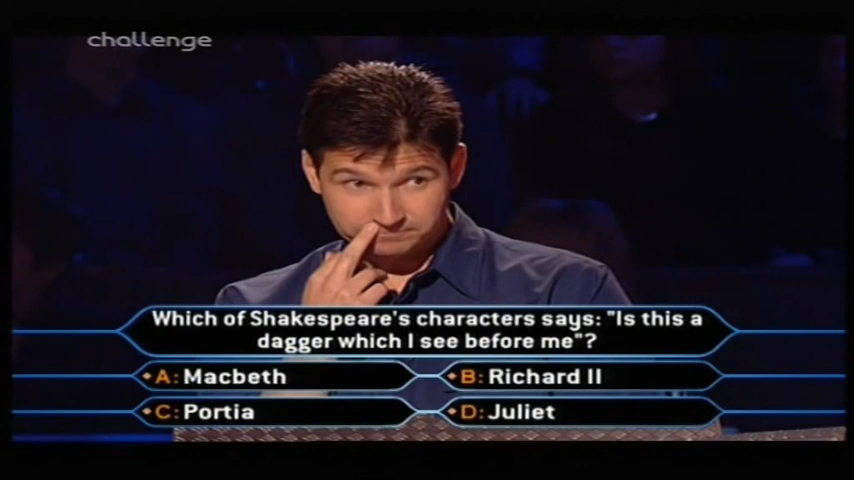 challenge
Which of Shakespeare's characters says: "Is this a
dagger which I see before me"?
A: Macbeth
B: Richard II
C: Portia
D: Juliet